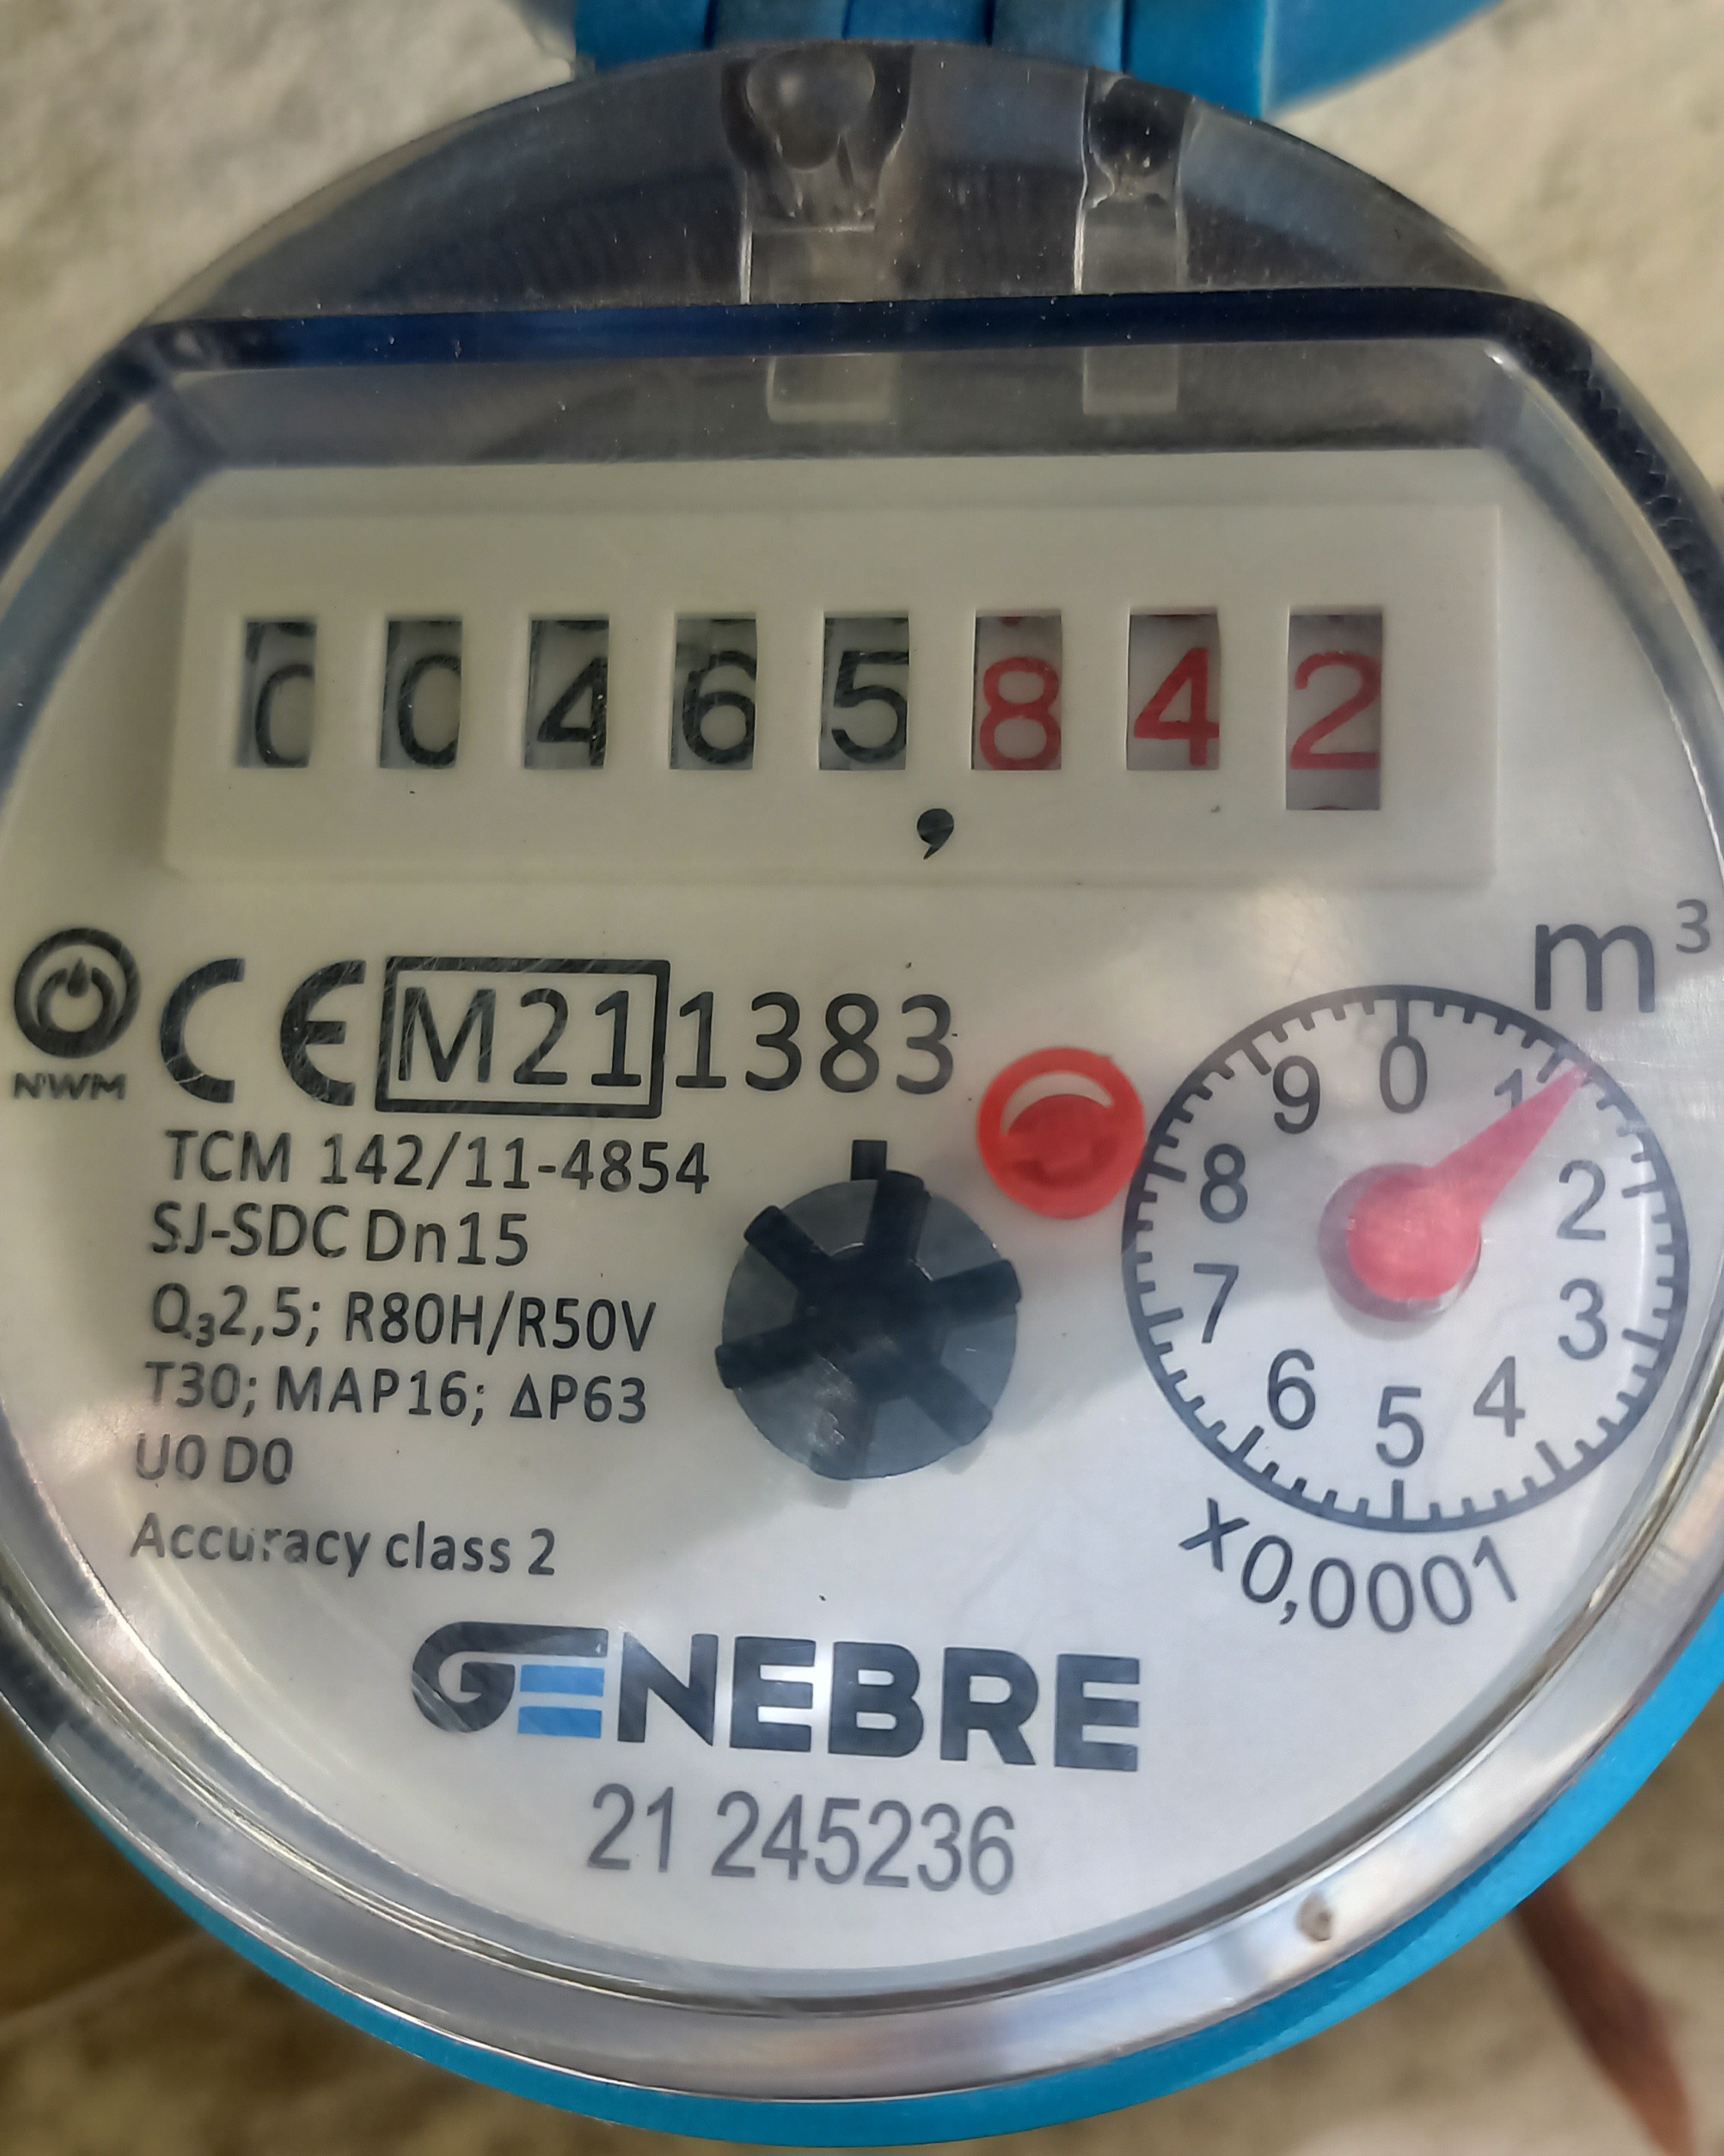 00465,842
m³
NWM CE M21 1383
TCM 142/11-4854
SJ-SDC Dn15
Q₃2,5; R80H/R50V
T30; MAP16; ΔP63
U0 D0
Accuracy class 2
0 1 2 3 4 5 6 7 8 9
x0,0001
GENEBRE
21 245236